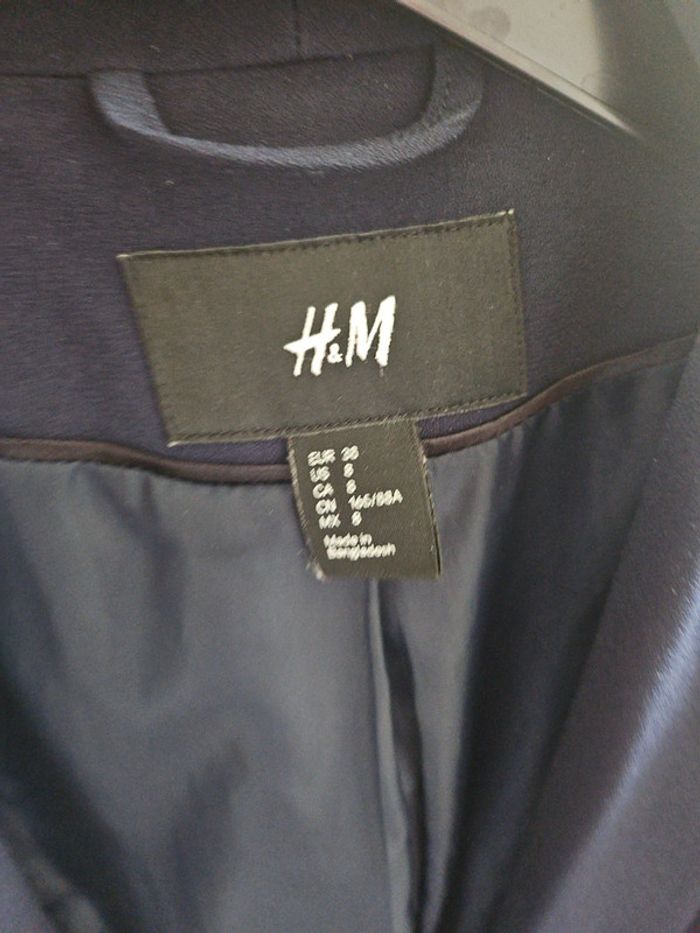 H&M
EUR 38
US 8
CA 8
CN 165/88A
MX 8
Made in
Bangladesh